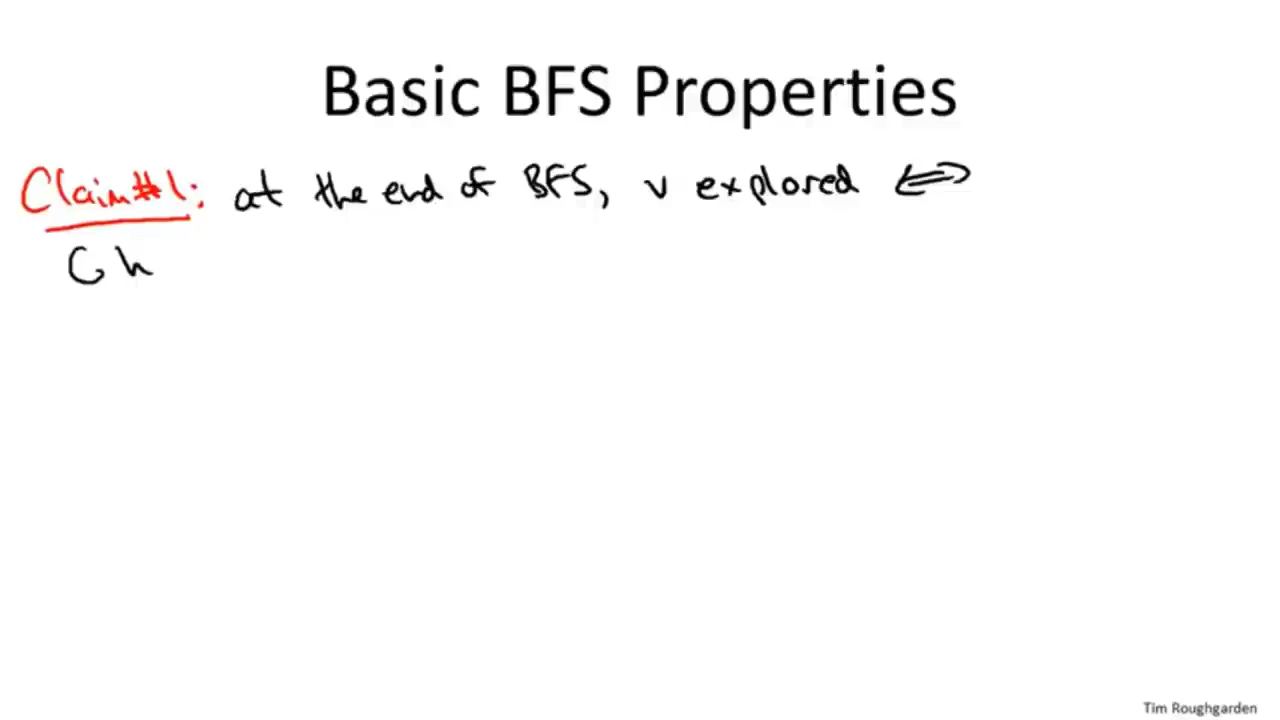 Basic BFS Properties
Claim #1: at the end of BFS, v explored ⇔
G h
Tim Roughgarden